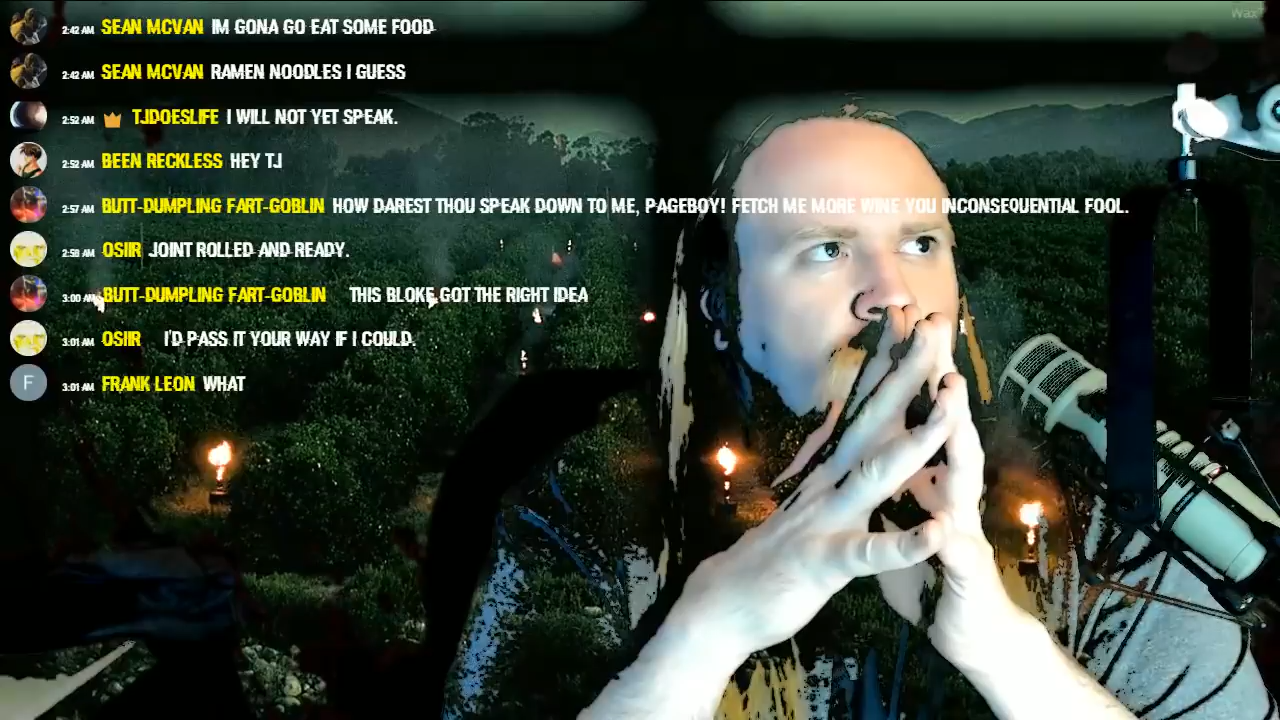 Wax
2:42 AM SEAN MCVAN IM GONA GO EAT SOME FOOD
2:42 AM SEAN MCVAN RAMEN NOODLES I GUESS
2:52 AM TJDOESLIFE I WILL NOT YET SPEAK.
2:52 AM BEEN RECKLESS HEY TJ
2:57 AM BUTT-DUMPLING FART-GOBLIN HOW DAREST THOU SPEAK DOWN TO ME, PAGEBOY! FETCH ME MORE WINE YOU INCONSEQUENTIAL FOOL.
2:58 AM OSIIR JOINT ROLLED AND READY.
3:00 AM BUTT-DUMPLING FART-GOBLIN THIS BLOKE GOT THE RIGHT IDEA
3:01 AM OSIIR I'D PASS IT YOUR WAY IF I COULD.
F 3:01 AM FRANK LEON WHAT